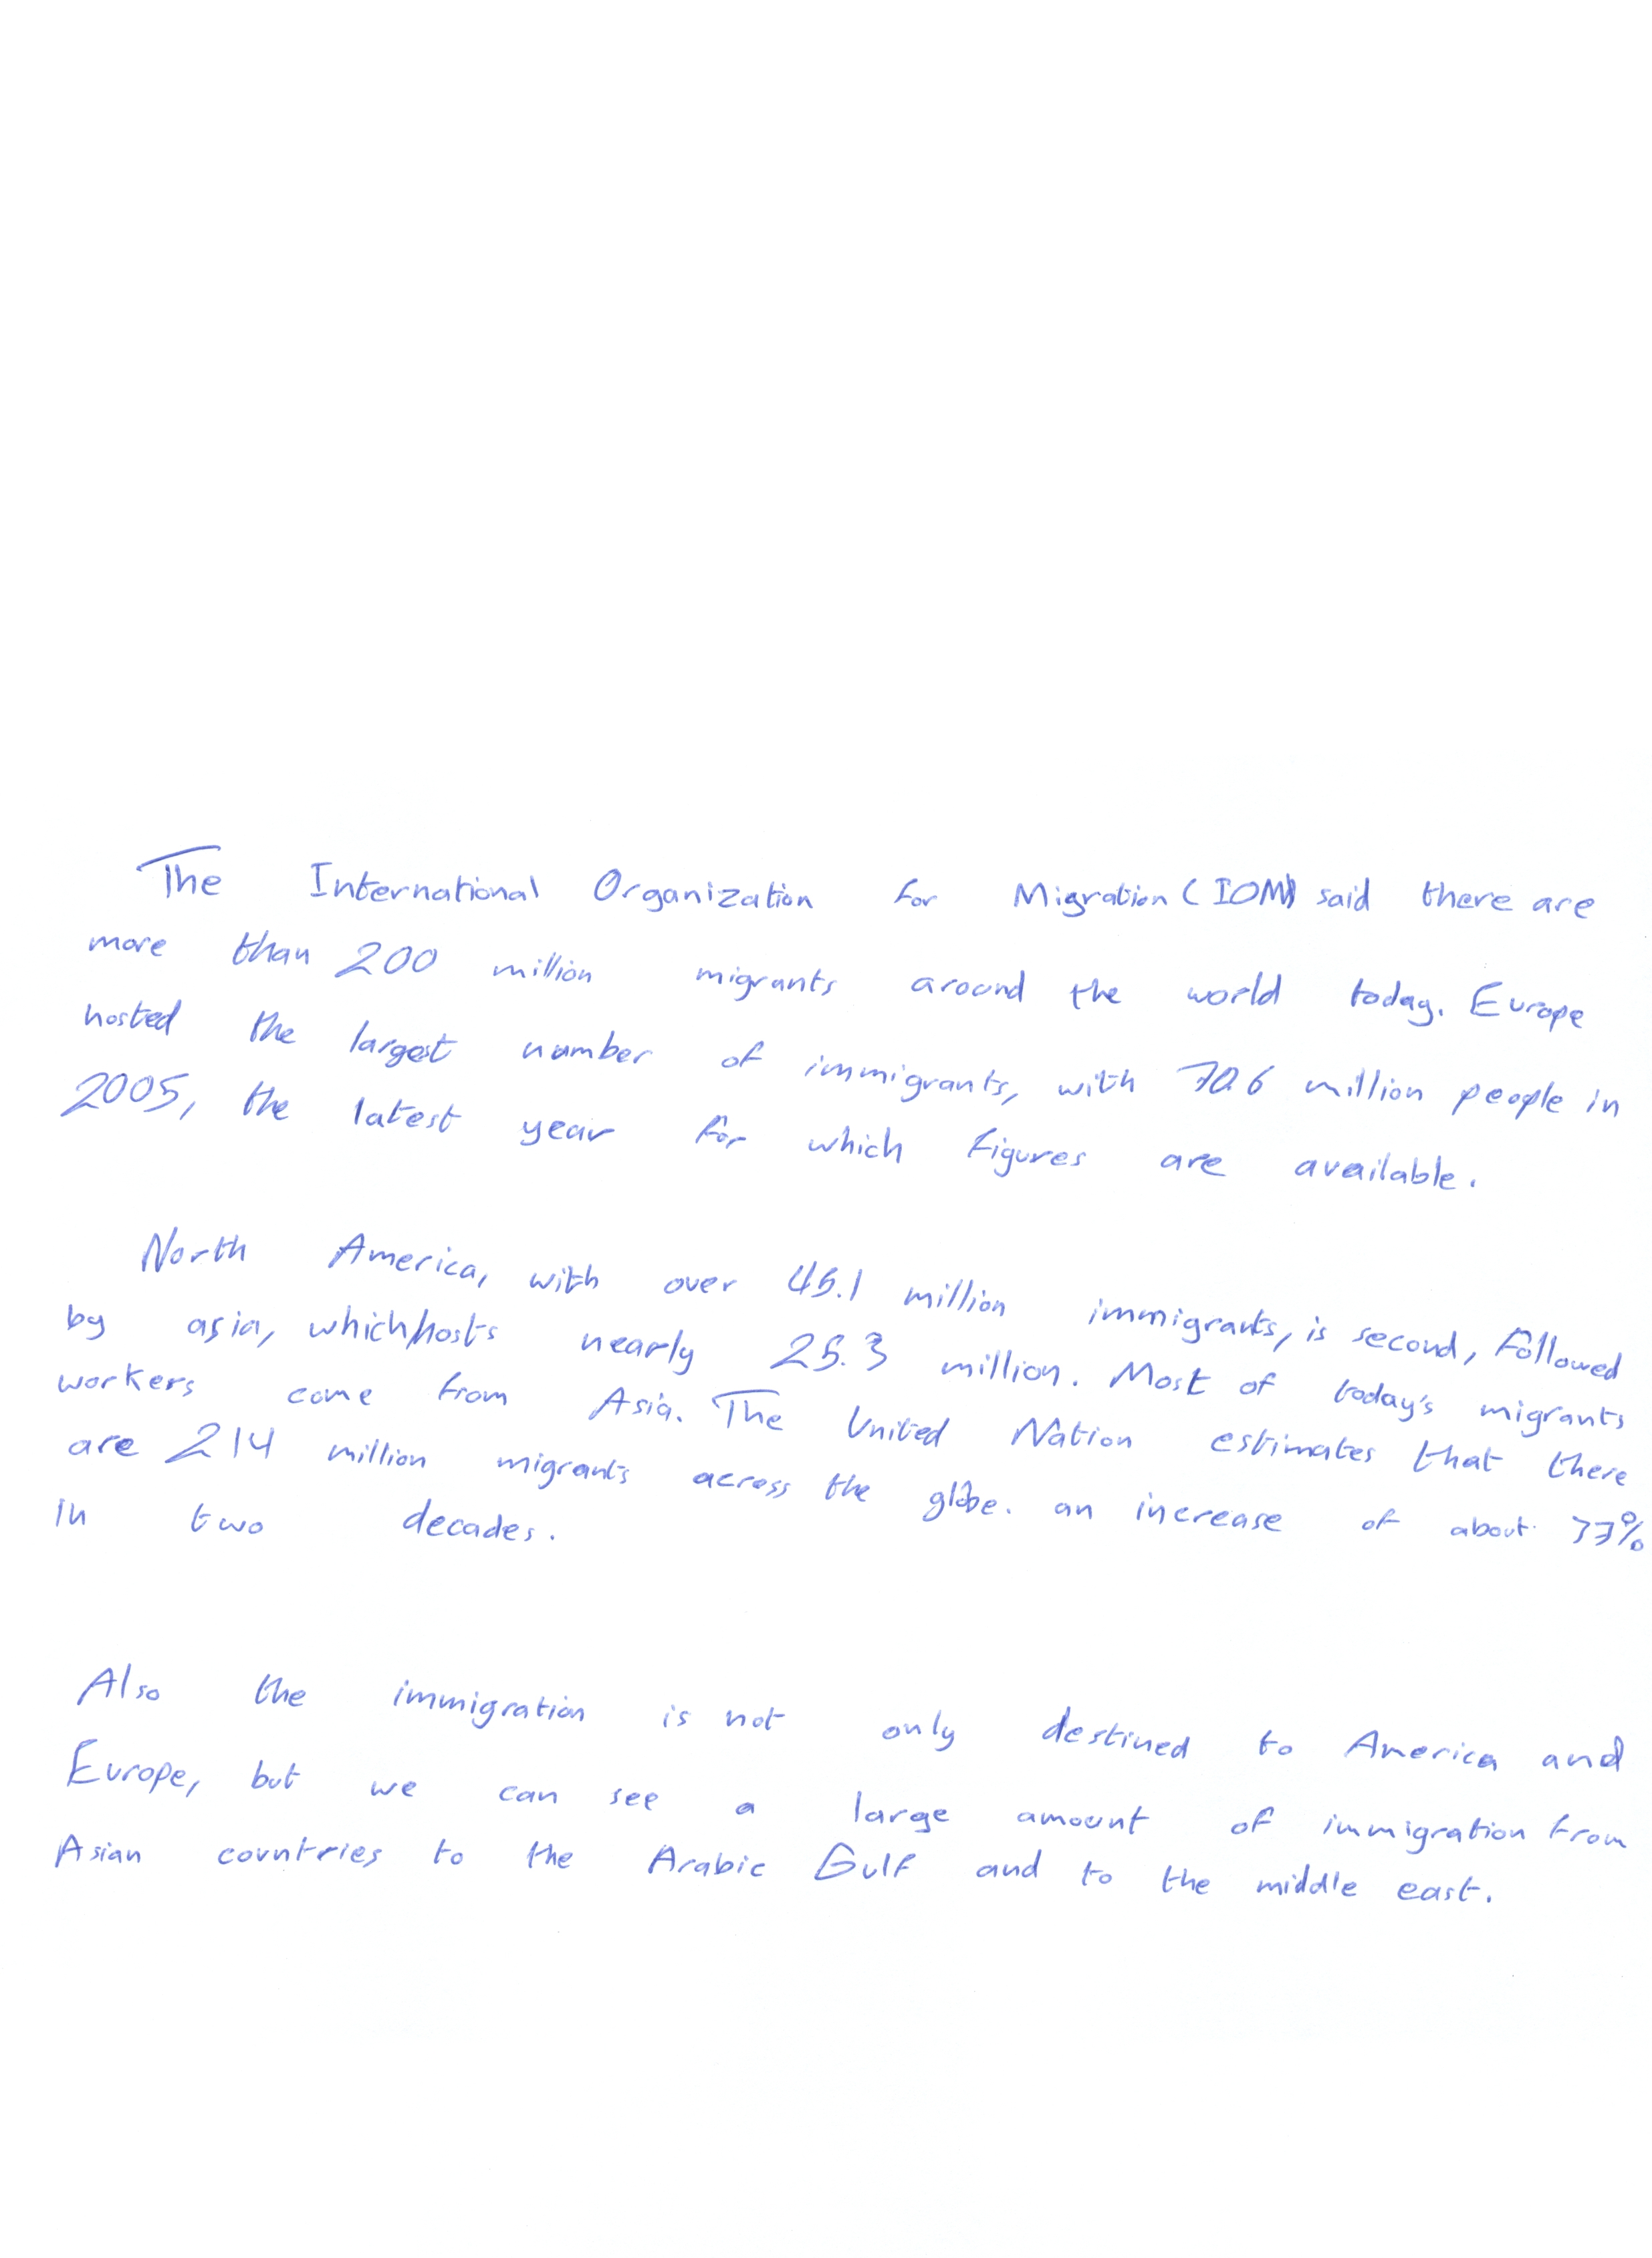 The International Organization for Migration (IOM) said there are
more than 200 million migrants around the world today. Europe
hosted the largest number of immigrants, with 70.6 million people in
2005, the latest year for which figures are available.
North America, with over 45.1 million immigrants, is second, followed
by asia, which hosts nearly 25.3 million. Most of today's migrants
workers come from Asia. The United Nation estimates that there
are 214 million migrants across the globe. an increase of about 37%
In two decades.
Also the immigration is not only destined to America and
Europe, but we can see a large amount of immigration from
Asian countries to the Arabic Gulf and to the middle east.